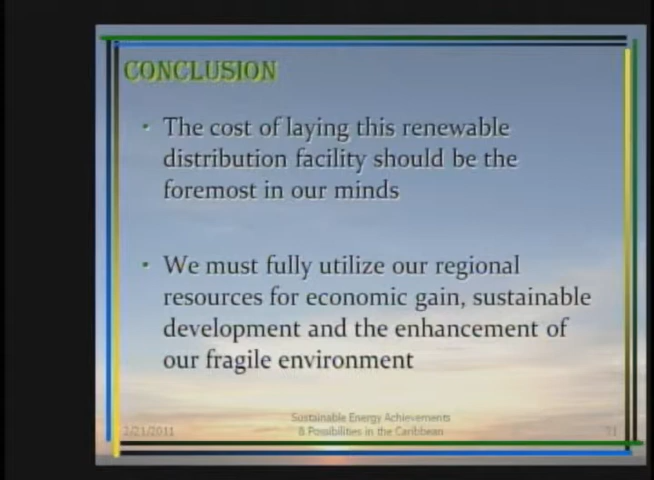 CONCLUSION
• The cost of laying this renewable
distribution facility should be the
foremost in our minds
• We must fully utilize our regional
resources for economic gain, sustainable
development and the enhancement of
our fragile environment
Sustainable Energy Achievements
2/21/2011 & Possibilities in the Caribbean